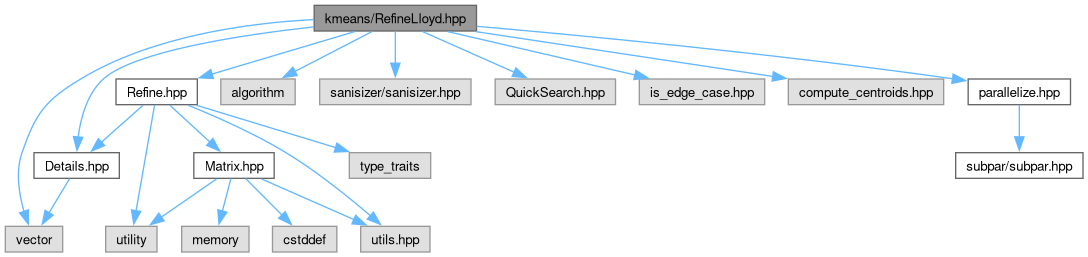 kmeans/RefineLloyd.hpp
Refine.hpp
algorithm
sanisizer/sanisizer.hpp
QuickSearch.hpp
is_edge_case.hpp
compute_centroids.hpp
parallelize.hpp
Details.hpp
Matrix.hpp
type_traits
subpar/subpar.hpp
vector
utility
memory
cstddef
utils.hpp